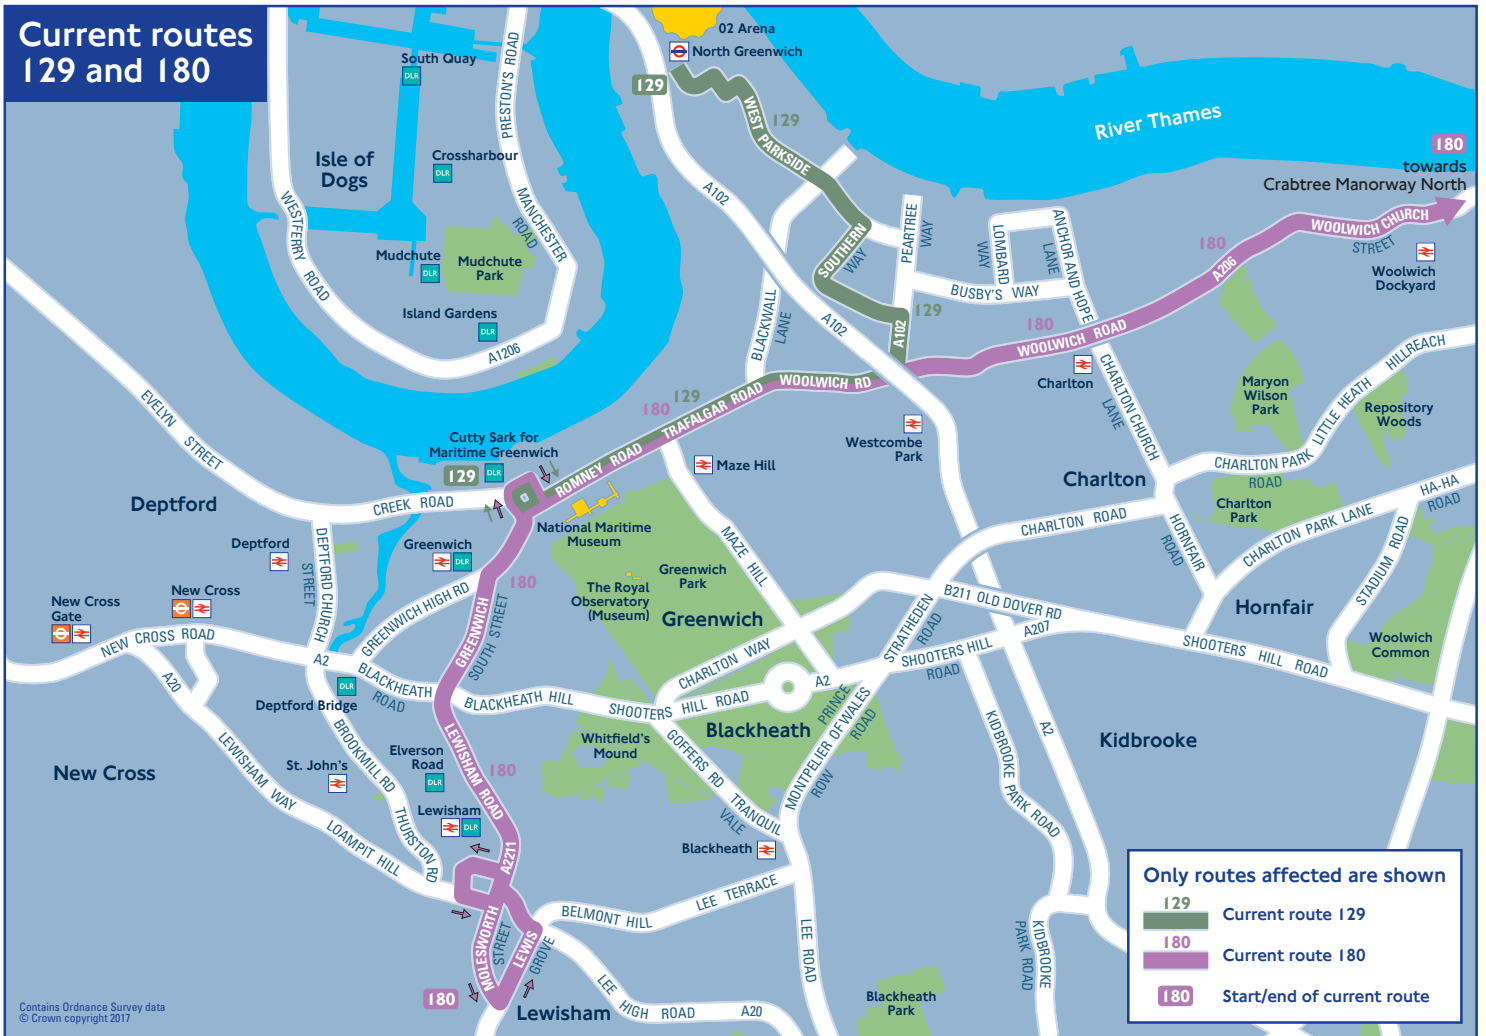 Current routes
129 and 180
02 Arena
North Greenwich
129
South Quay
DLR
PRESTON'S ROAD
WEST PARKSIDE
129
River Thames
180
towards
Crabtree Manorway North
Isle of
Dogs
Crossharbour
DLR
A102
MANCHESTER
ROAD
WESTFERRY ROAD
Mudchute
DLR
Mudchute
Park
SOUTHERN
WAY
PEARTREE
WAY
LOMBARD
WAY
ANCHOR AND HOPE
LANE
BUSBY'S WAY
180
A206
WOOLWICH CHURCH
STREET
Woolwich
Dockyard
Island Gardens
DLR
A1206
BLACKWALL
LANE
A102
129
A102
180
WOOLWICH ROAD
Charlton
CHARLTON CHURCH
LANE
Maryon
Wilson
Park
LITTLE HEATH
HILLREACH
Repository
Woods
EVELYN STREET
180
129
TRAFALGAR ROAD
WOOLWICH RD
Westcombe
Park
Cutty Sark for
Maritime Greenwich
129
DLR
ROMNEY ROAD
Maze Hill
Charlton
CHARLTON PARK
ROAD
Charlton
Park
HA-HA
ROAD
Deptford
CREEK ROAD
National Maritime
Museum
MAZE HILL
CHARLTON ROAD
HORNFAIR
ROAD
CHARLTON PARK LANE
STADIUM ROAD
Deptford
DEPTFORD CHURCH
STREET
Greenwich
DLR
180
Greenwich
Park
The Royal
Observatory
(Museum)
Greenwich
New Cross
New Cross
Gate
NEW CROSS ROAD
GREENWICH HIGH RD
GREENWICH
SOUTH STREET
STRATHEDEN
ROAD
B211 OLD DOVER RD
A207
Hornfair
SHOOTERS HILL ROAD
Woolwich
Common
A20
A2
BLACKHEATH
ROAD
DLR
Deptford Bridge
BLACKHEATH HILL
CHARLTON WAY
SHOOTERS HILL ROAD
A2
SHOOTERS HILL
ROAD
PRINCE
OF WALES
ROAD
Blackheath
Whitfield's
Mound
GOFFERS RD
MONTPELIER
ROW
KIDBROOKE PARK ROAD
A2
Kidbrooke
New Cross
LEWISHAM WAY
BROOKMILL RD
St. John's
Elverson
Road
DLR
LEWISHAM ROAD
180
Lewisham
DLR
THURSTON RD
LOAMPIT HILL
A2211
TRANQUIL
VALE
Blackheath
MOLESWORTH
STREET
LEWIS
GROVE
BELMONT HILL
LEE TERRACE
LEE ROAD
KIDBROOKE
PARK ROAD
180
Lewisham
LEE HIGH ROAD
A20
Blackheath
Park
Only routes affected are shown
129
Current route 129
180
Current route 180
180
Start/end of current route
Contains Ordnance Survey data
© Crown copyright 2017